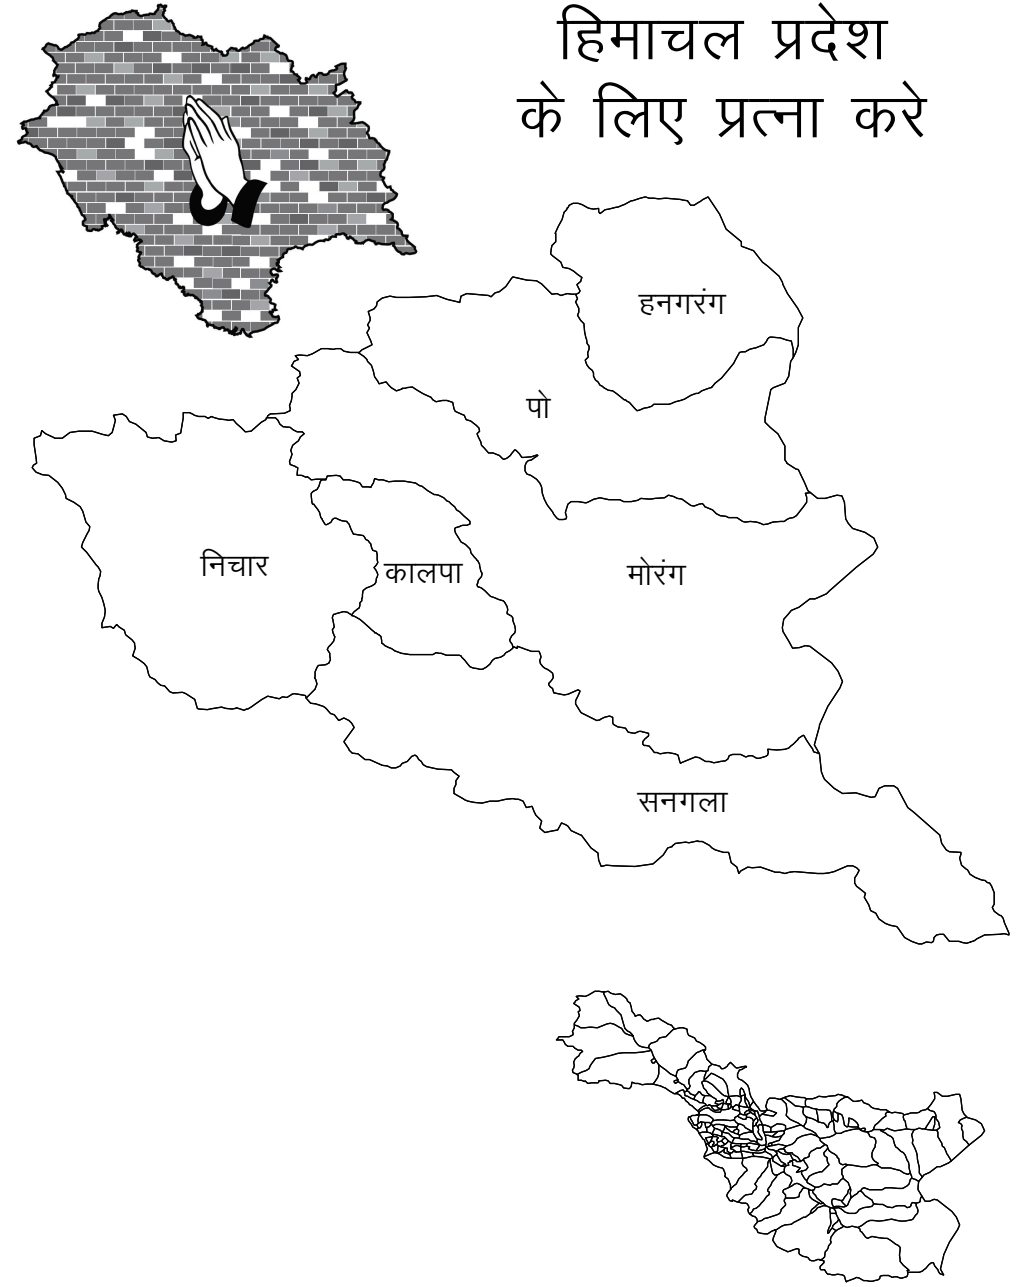 हिमाचल प्रदेश
के लिए प्रत्ना करे
हनगरंग
पो
निचार
कालपा
मोरंग
सनगला